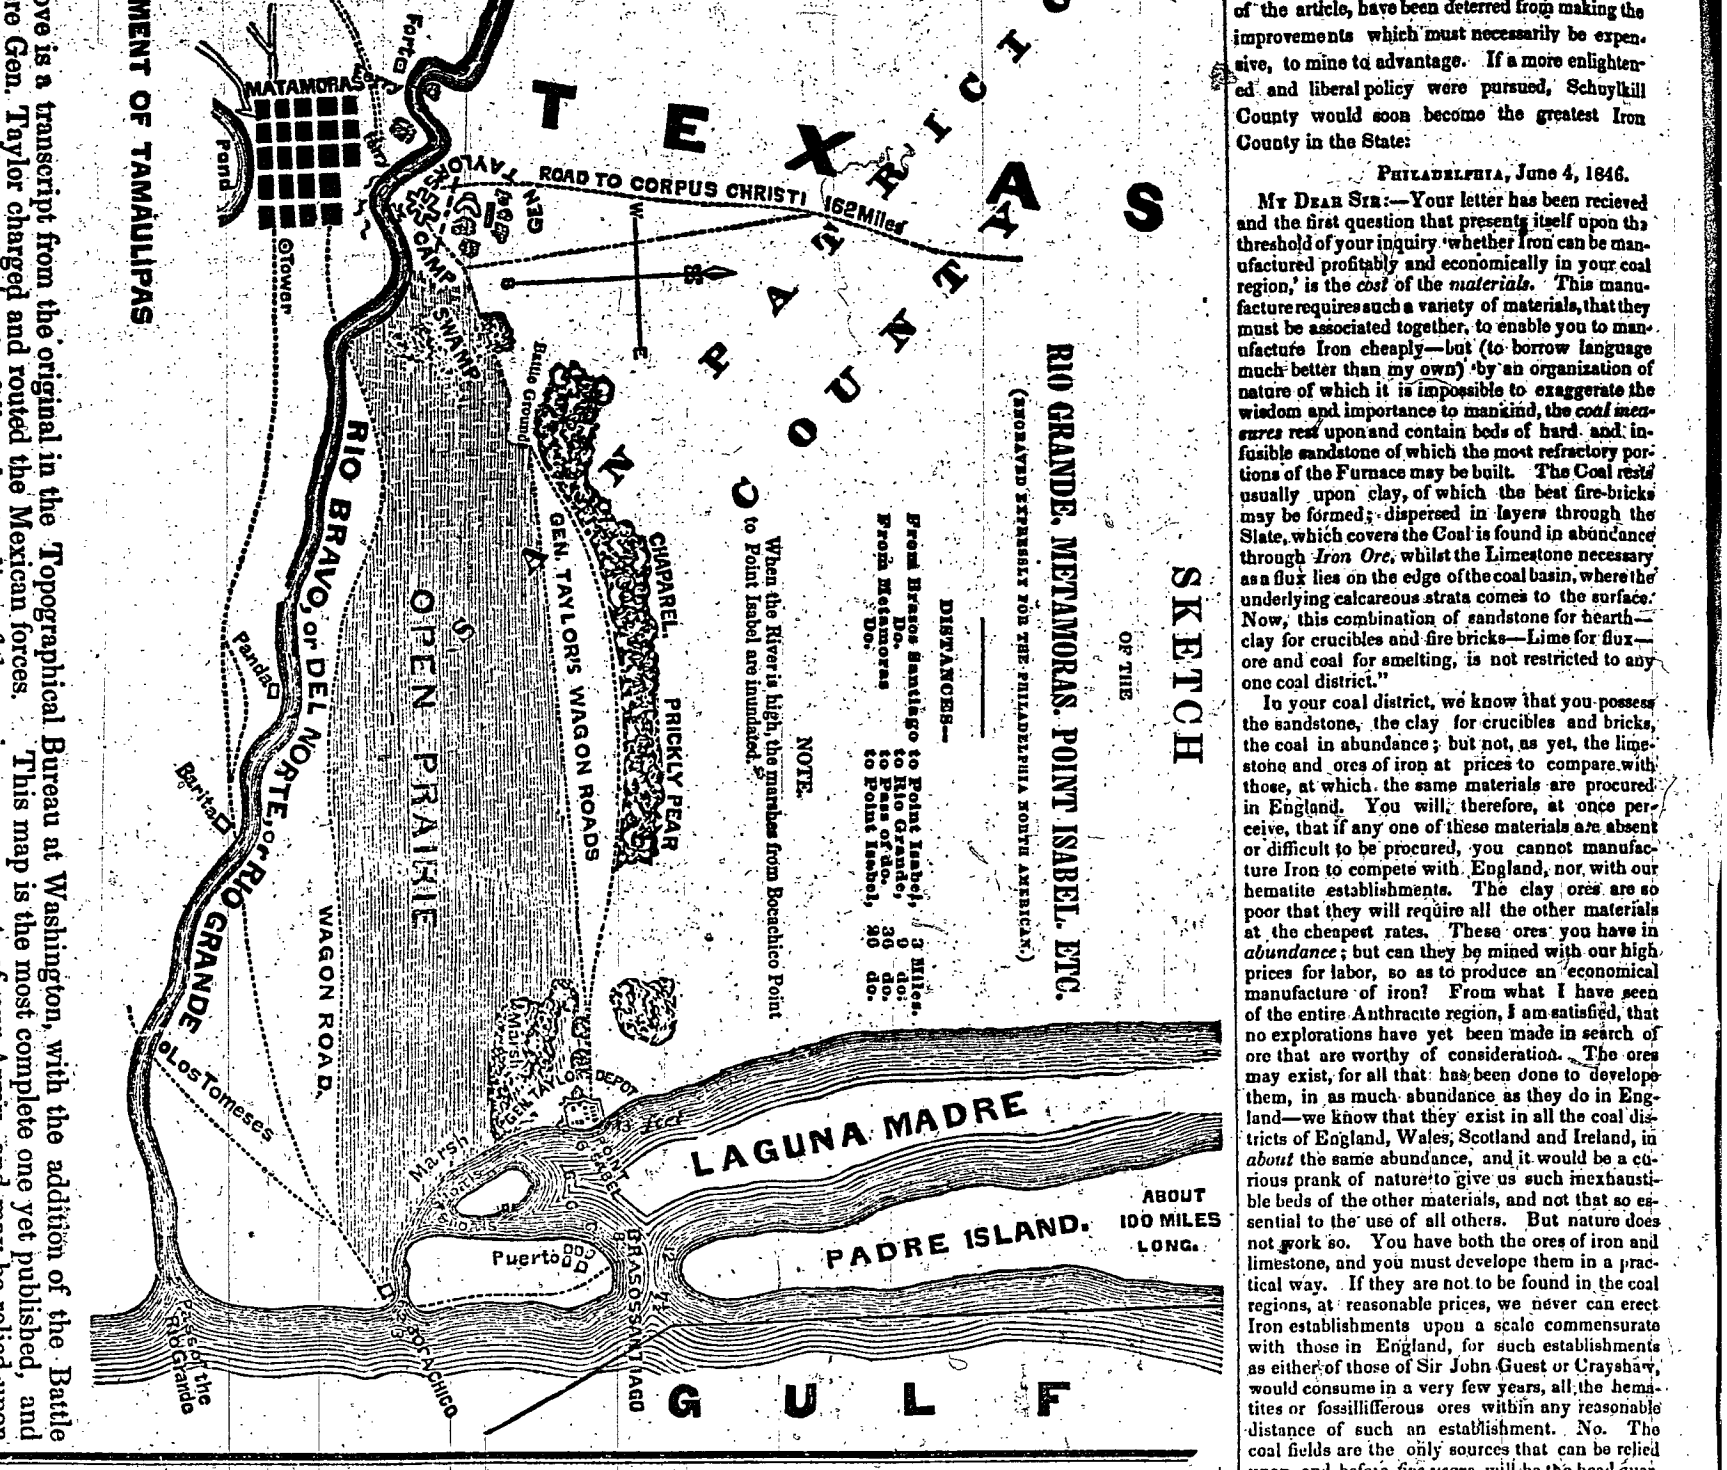 SKETCH
OF THE
RIO GRANDE, METAMORAS, POINT ISABEL, ETC.
(ENGRAVED EXPRESSLY FOR THE PHILADELPHIA NORTH AMERICAN.)
DISTANCES—
From Brazos Santiago to Point Isabel, 3 Miles.
Do. to Rio Grande, 9 do.
From Metamoras to Pass of do. 36 do.
Do. to Point Isabel, 26 do.
NOTE.
When the River is high, the marshes from Bocachico Point
to Point Isabel are inundated.
TEXAS
COUNTY
ROAD TO CORPUS CHRISTI 162 Miles
W
E
S
GEN
TAYLOR'S
CAMP
SWAMP
Battle Ground
CHAPAREL.
PRICKLY PEAR
GEN. TAYLOR'S WAGON ROADS
OPEN PRAIRIE
WAGON ROAD,
RIO BRAVO, or DEL NORTE, or RIO GRANDE
MATAMORAS
Forta
Pond
Tower
MENT OF TAMAULIPAS
Panda
Barita
Los Tomeses
Marsh
GEN. TAYLOR
DEPOT
POINT
ISABEL
Marsh
LAGUNA MADRE
PADRE ISLAND.
ABOUT
100 MILES
LONG.
Puerto
BRASOS SANTIAGO
BOCACHICO
Pass of the
Rio Grande
GULF
ove is a transcript from the original in the Topographical Bureau at Washington, with the addition of the Battle
re Gen. Taylor charged and routed the Mexican forces. This map is the most complete one yet published, and
of the article, have been deterred from making the
improvements which must necessarily be expen-
sive, to mine to advantage. If a more enlighten-
ed and liberal policy were pursued, Schuylkill
County would soon become the greatest Iron
County in the State:
PHILADELPHIA, June 4, 1846.
MY DEAR SIR:—Your letter has been recieved
and the first question that presents itself upon the
threshold of your inquiry 'whether Iron can be man-
ufactured profitably and economically in your coal
region,' is the cost of the materials. This manu-
facture requires such a variety of materials, that they
must be associated together, to enable you to man-
ufacture Iron cheaply—but (to borrow language
much better than my own) 'by an organization of
nature of which it is impossible to exaggerate the
wisdom and importance to mankind, the coal mea-
sures rest upon and contain beds of hard and in-
fusible sandstone of which the most refractory por-
tions of the Furnace may be built. The Coal rests
usually upon clay, of which the best fire-bricks
may be formed; dispersed in layers through the
Slate, which covers the Coal is found in abundance
through Iron Ore, whilst the Limestone necessary
as a flux lies on the edge of the coal basin, where the
underlying calcareous strata comes to the surface.
Now, this combination of sandstone for hearth—
clay for crucibles and fire bricks—Lime for flux—
ore and coal for smelting, is not restricted to any
one coal district."
In your coal district, we know that you possess
the sandstone, the clay for crucibles and bricks,
the coal in abundance; but not, as yet, the lime-
stone and ores of iron at prices to compare with
those, at which the same materials are procured
in England. You will, therefore, at once per-
ceive, that if any one of these materials are absent
or difficult to be procured, you cannot manufac-
ture Iron to compete with England, nor with our
hematite establishments. The clay ores are so
poor that they will require all the other materials
at the cheapest rates. These ores you have in
abundance; but can they be mined with our high
prices for labor, so as to produce an economical
manufacture of iron? From what I have seen
of the entire Anthracite region, I am satisfied, that
no explorations have yet been made in search of
ore that are worthy of consideration. The ores
may exist, for all that has been done to develope
them, in as much abundance as they do in Eng-
land—we know that they exist in all the coal dis-
tricts of England, Wales, Scotland and Ireland, in
about the same abundance, and it would be a cu-
rious prank of nature to give us such inexhausti-
ble beds of the other materials, and not that so es-
sential to the use of all others. But nature does
not work so. You have both the ores of iron and
limestone, and you must develope them in a prac-
tical way. If they are not to be found in the coal
regions, at reasonable prices, we never can erect
Iron establishments upon a scale commensurate
with those in England, for such establishments
as either of those of Sir John Guest or Crayshaw,
would consume in a very few years, all the hema-
tites or fossilliferous ores within any reasonable
distance of such an establishment. No. The
coal fields are the only sources that can be relied